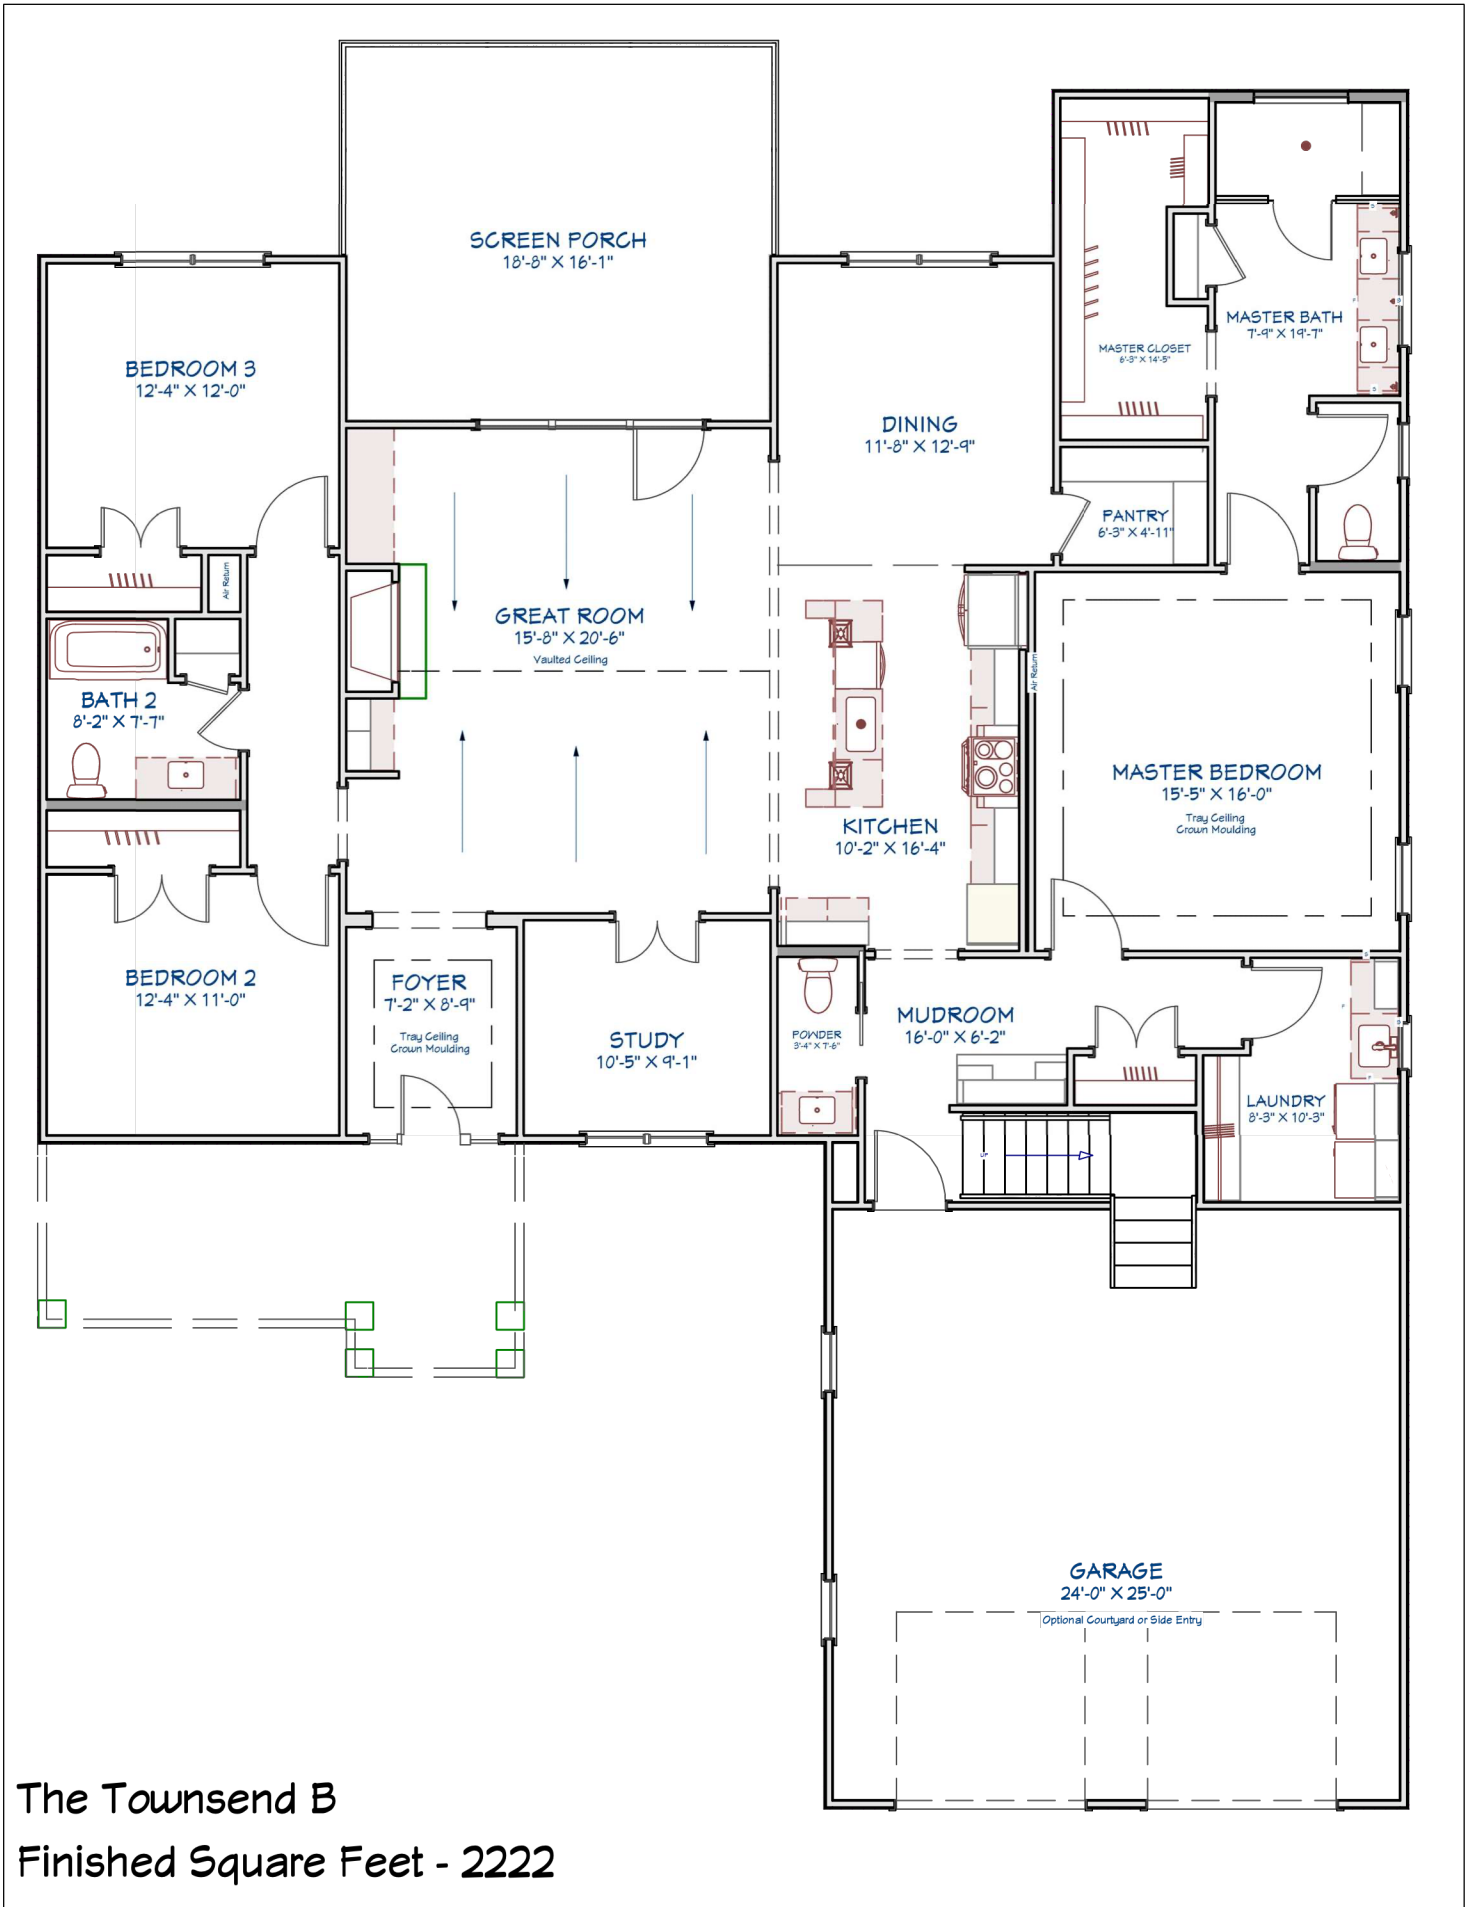 SCREEN PORCH
18'-8" X 16'-1"
MASTER BATH
7'-9" X 19'-7"
MASTER CLOSET
6'-3" X 14'-5"
BEDROOM 3
12'-4" X 12'-0"
DINING
11'-8" X 12'-9"
PANTRY
6'-3" X 4'-11"
Air Return
GREAT ROOM
15'-8" X 20'-6"
Vaulted Ceiling
Air Return
BATH 2
8'-2" X 7'-7"
MASTER BEDROOM
15'-5" X 16'-0"
Tray Ceiling
Crown Moulding
KITCHEN
10'-2" X 16'-4"
BEDROOM 2
12'-4" X 11'-0"
FOYER
7'-2" X 8'-9"
Tray Ceiling
Crown Moulding
STUDY
10'-5" X 9'-1"
POWDER
3'-4" X 7'-6"
MUDROOM
16'-0" X 6'-2"
LAUNDRY
8'-3" X 10'-3"
UP
GARAGE
24'-0" X 25'-0"
Optional Courtyard or Side Entry
The Townsend B
Finished Square Feet - 2222